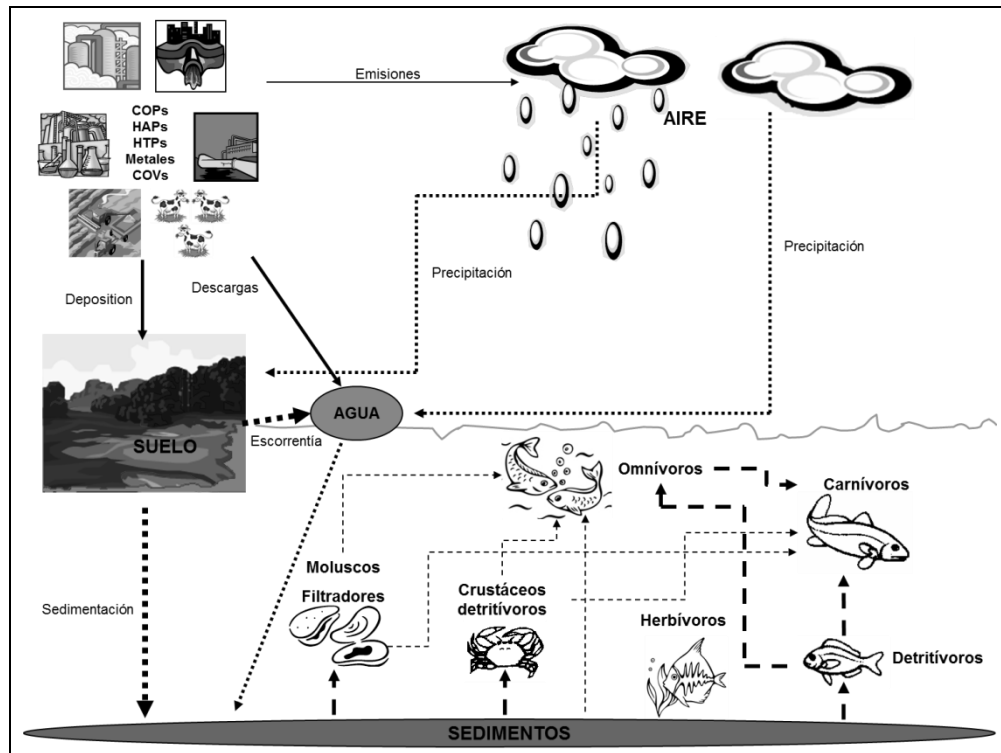 Emisiones
AIRE
COPs
HAPs
HTPs
Metales
COVs
Precipitación
Precipitación
Deposition
Descargas
AGUA
SUELO
Escorrentía
Omnívoros
Carnívoros
Moluscos
Filtradores
Crustáceos
detritívoros
Sedimentación
Herbívoros
Detritívoros
SEDIMENTOS